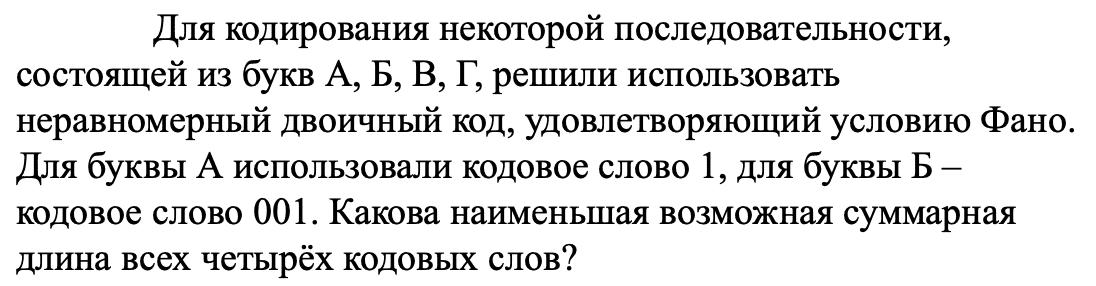 Для кодирования некоторой последовательности,
состоящей из букв А, Б, В, Г, решили использовать
неравномерный двоичный код, удовлетворяющий условию Фано.
Для буквы А использовали кодовое слово 1, для буквы Б –
кодовое слово 001. Какова наименьшая возможная суммарная
длина всех четырёх кодовых слов?